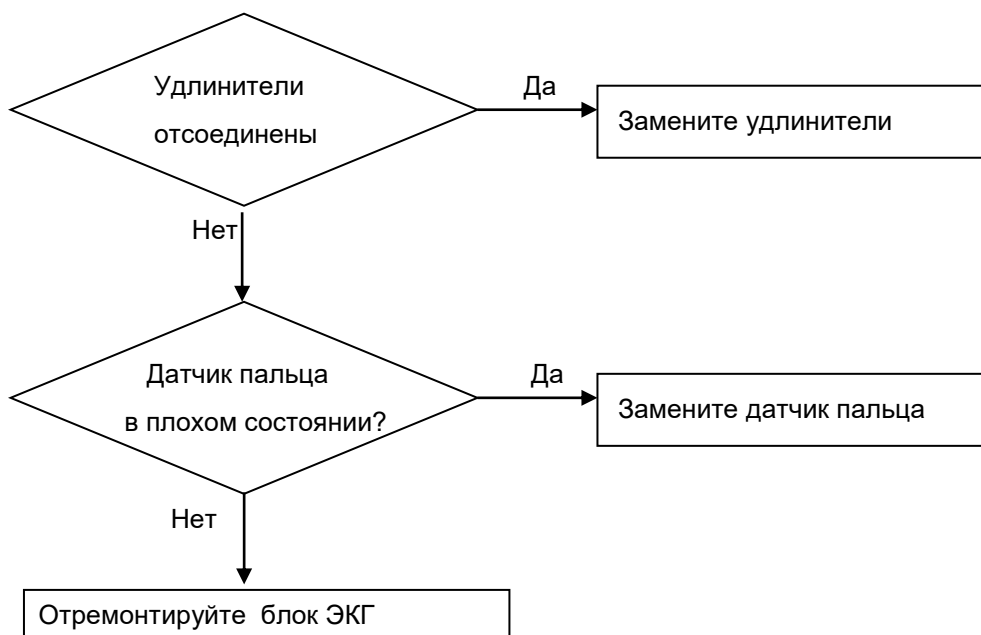 Удлинители
отсоединены
Да
Замените удлинители
Нет
Датчик пальца
в плохом состоянии?
Да
Замените датчик пальца
Нет
Отремонтируйте блок ЭКГ